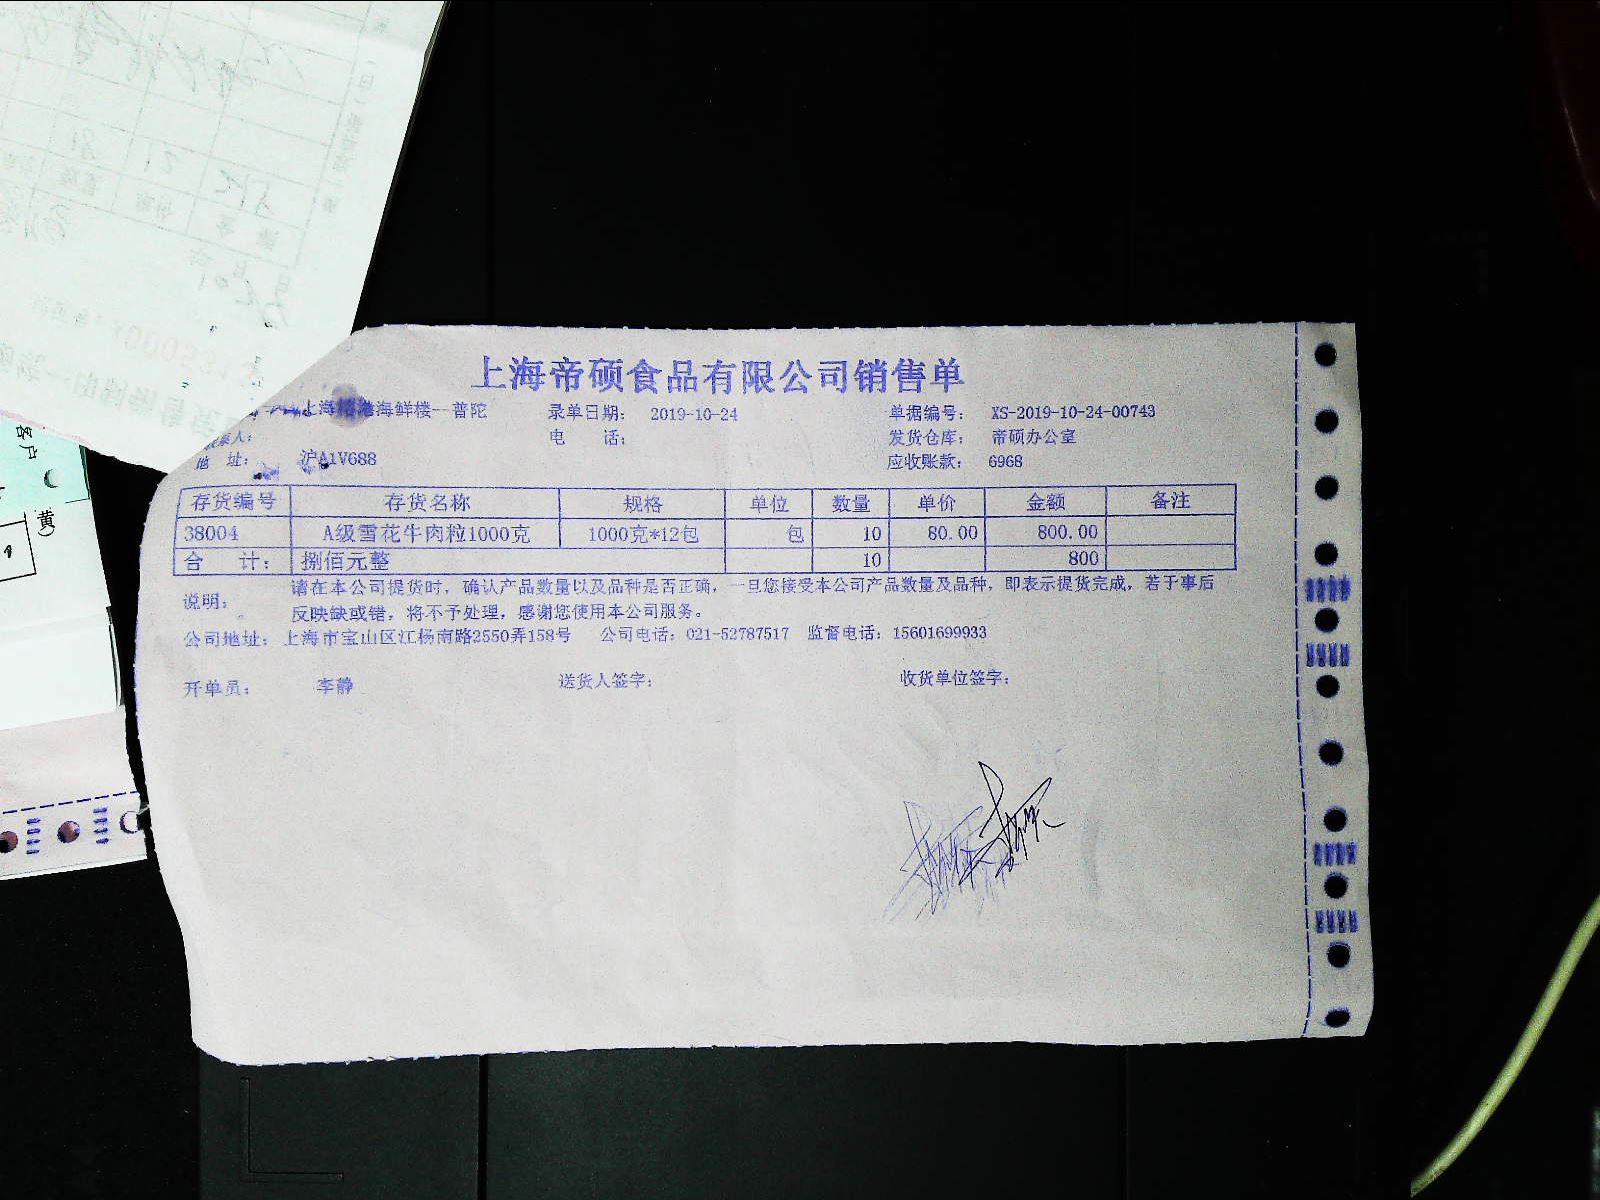 上海帝硕食品有限公司销售单
海鲜楼--普陀 录单日期: 2019-10-24 单据编号: XS-2019-10-24-00743
系人: 电 话: 发货仓库: 帝硕办公室
地 址: 沪A1V688 应收账款: 6968
存货编号 存货名称 规格 单位 数量 单价 金额 备注
38004 A级雪花牛肉粒1000克 1000克*12包 包 10 80.00 800.00
合 计: 捌佰元整 10 800
说明: 请在本公司提货时，确认产品数量以及品种是否正确，一旦您接受本公司产品数量及品种，即表示提货完成，若于事后
反映缺或错，将不予处理，感谢您使用本公司服务。
公司地址: 上海市宝山区江杨南路2550弄158号 公司电话: 021-52787517 监督电话: 15601699933
开单员: 李静 送货人签字: 收货单位签字:
客户
黄)